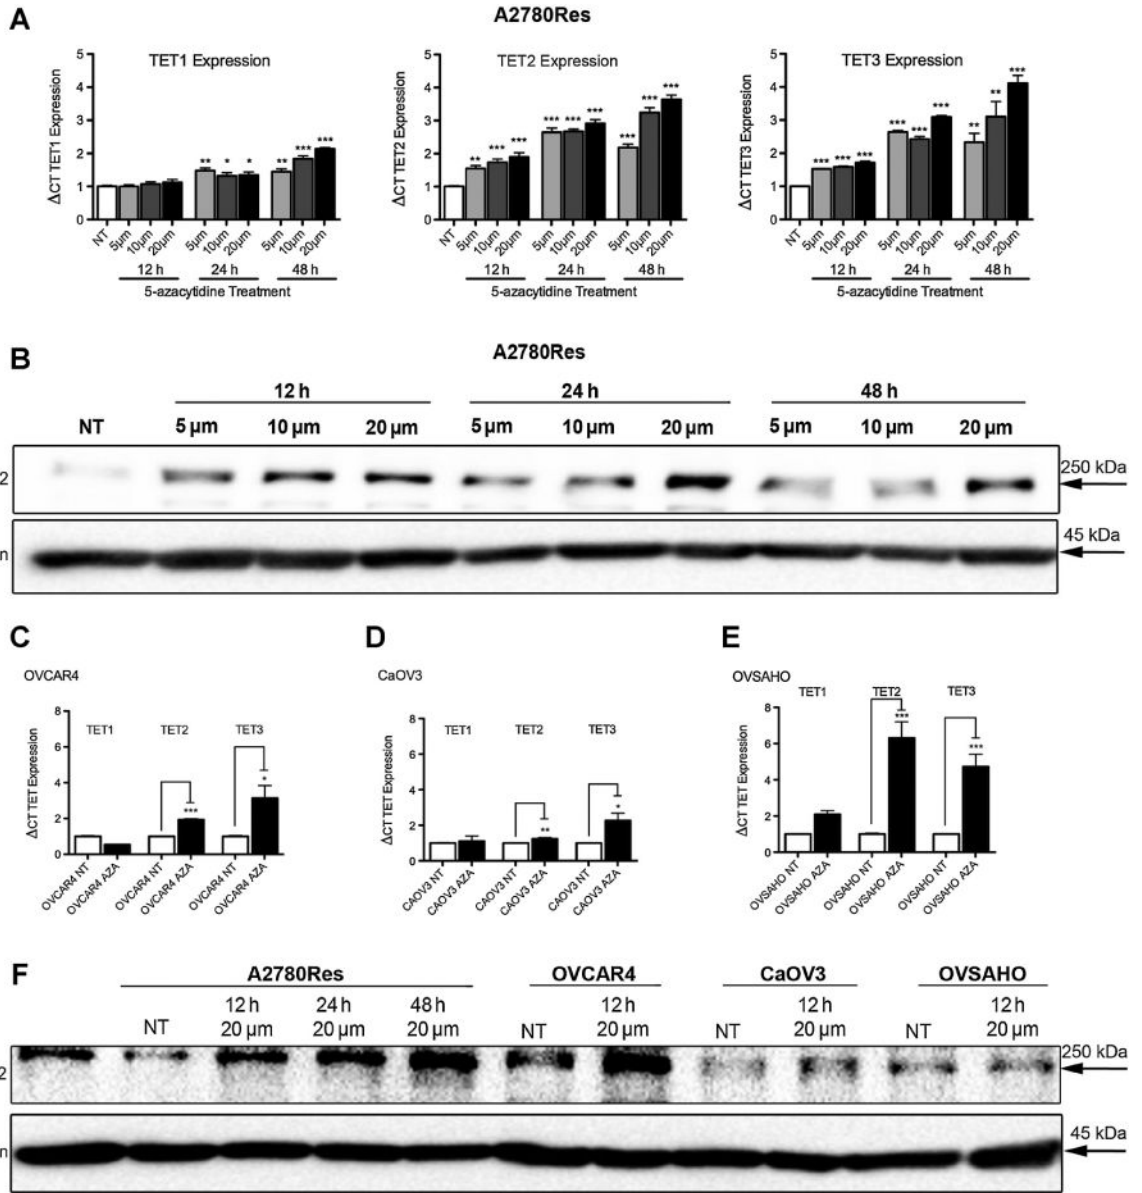 A
A2780Res
TET1 Expression
TET2 Expression
TET3 Expression
ΔCT TET1 Expression
ΔCT TET2 Expression
ΔCT TET3 Expression
5 4 3 2 1 0
5 4 3 2 1 0
5 4 3 2 1 0
** * * ** *** ***
** *** *** *** *** *** *** *** ***
*** *** *** *** *** *** ** ** ***
NT 5µm 10µm 20µm 5µm 10µm 20µm 5µm 10µm 20µm
NT 5µm 10µm 20µm 5µm 10µm 20µm 5µm 10µm 20µm
NT 5µm 10µm 20µm 5µm 10µm 20µm 5µm 10µm 20µm
12 h 24 h 48 h
12 h 24 h 48 h
12 h 24 h 48 h
5-azacytidine Treatment
5-azacytidine Treatment
5-azacytidine Treatment
B
A2780Res
12 h 24 h 48 h
NT 5 µm 10 µm 20 µm 5 µm 10 µm 20 µm 5 µm 10 µm 20 µm
2
250 kDa
n
45 kDa
C
OVCAR4
ΔCT TET Expression
8 6 4 2 0
TET1 TET2 TET3
*** *
OVCAR4 NT OVCAR4 AZA OVCAR4 NT OVCAR4 AZA OVCAR4 NT OVCAR4 AZA
D
CaOV3
ΔCT TET Expression
8 6 4 2 0
TET1 TET2 TET3
** *
CAOV3 NT CAOV3 AZA CAOV3 NT CAOV3 AZA CAOV3 NT CAOV3 AZA
E
OVSAHO
ΔCT TET Expression
8 6 4 2 0
TET1 TET2 TET3
*** ***
OVSAHO NT OVSAHO AZA OVSAHO NT OVSAHO AZA OVSAHO NT OVSAHO AZA
F
A2780Res OVCAR4 CaOV3 OVSAHO
12 h 24 h 48 h 12 h 12 h 12 h
NT 20 µm 20 µm 20 µm NT 20 µm NT 20 µm NT 20 µm
2
250 kDa
n
45 kDa